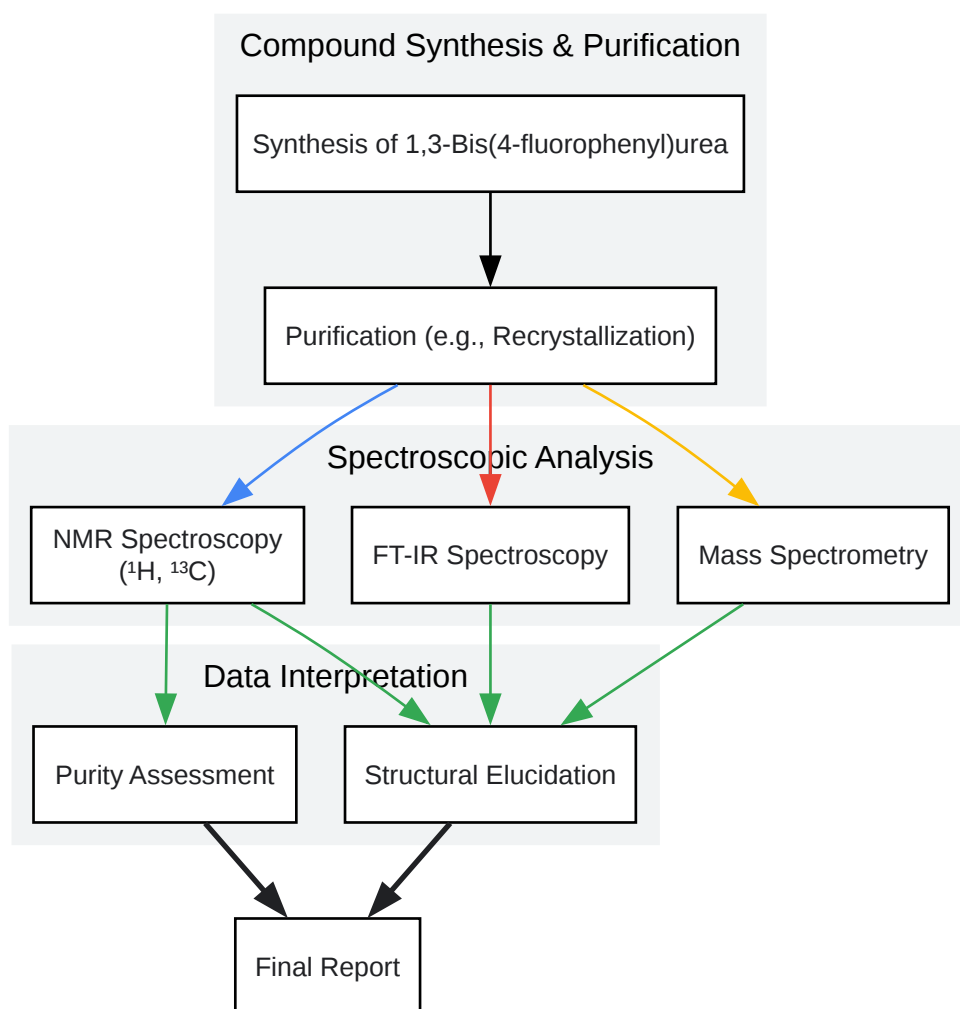 Compound Synthesis & Purification
Synthesis of 1,3-Bis(4-fluorophenyl)urea
Purification (e.g., Recrystallization)
Spectroscopic Analysis
NMR Spectroscopy
(¹H, ¹³C)
FT-IR Spectroscopy
Mass Spectrometry
Data Interpretation
Purity Assessment
Structural Elucidation
Final Report